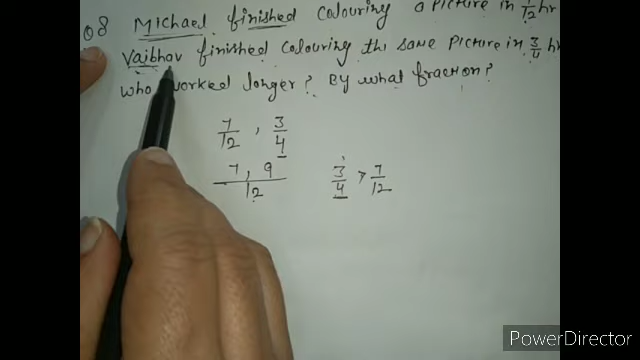 Q8 Michael finished colouring a picture in 7/12 hr
Vaibhav finished colouring the same picture in 3/4 hr
who worked longer? By what fraction?
7/12 , 3/4
7 , 9 / 12
3/4 > 7/12
PowerDirector